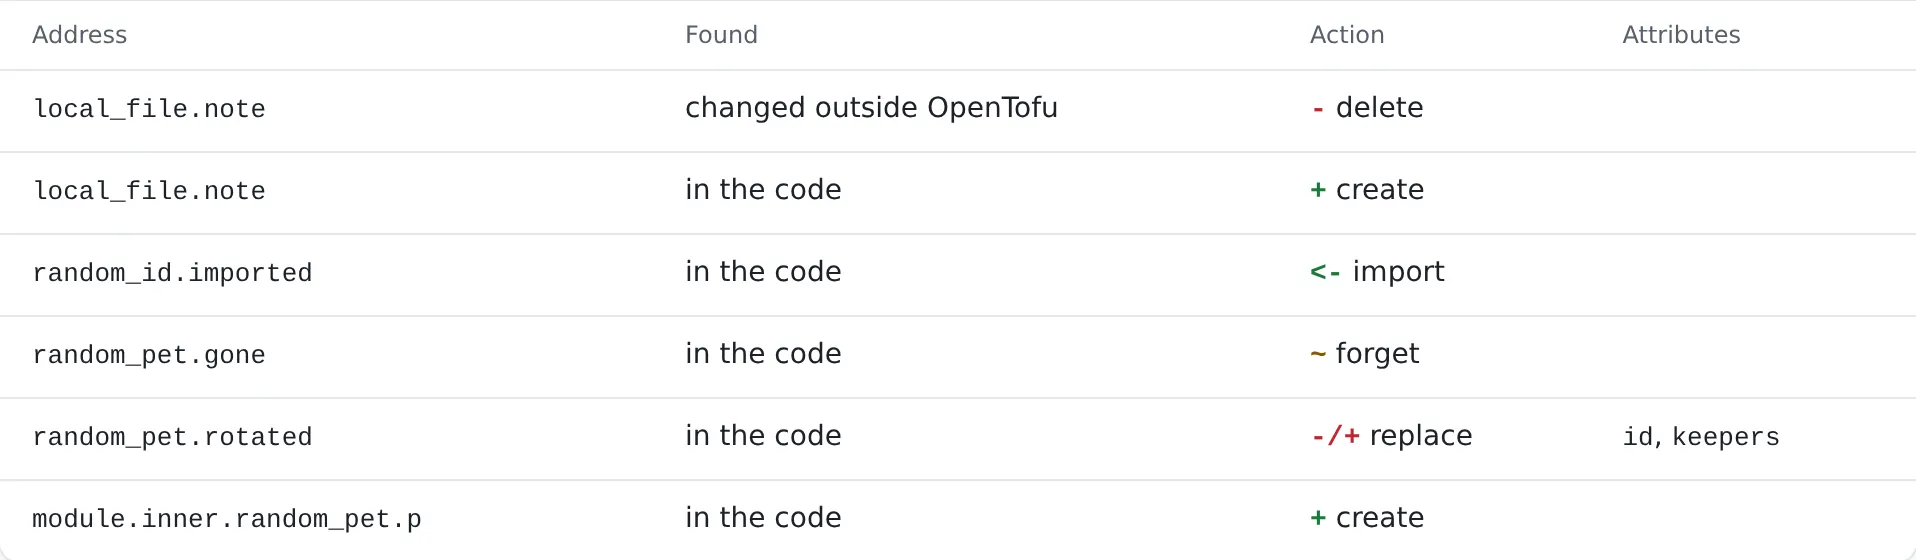 Address Found Action Attributes
local_file.note changed outside OpenTofu - delete
local_file.note in the code + create
random_id.imported in the code <- import
random_pet.gone in the code ~ forget
random_pet.rotated in the code -/+ replace id, keepers
module.inner.random_pet.p in the code + create